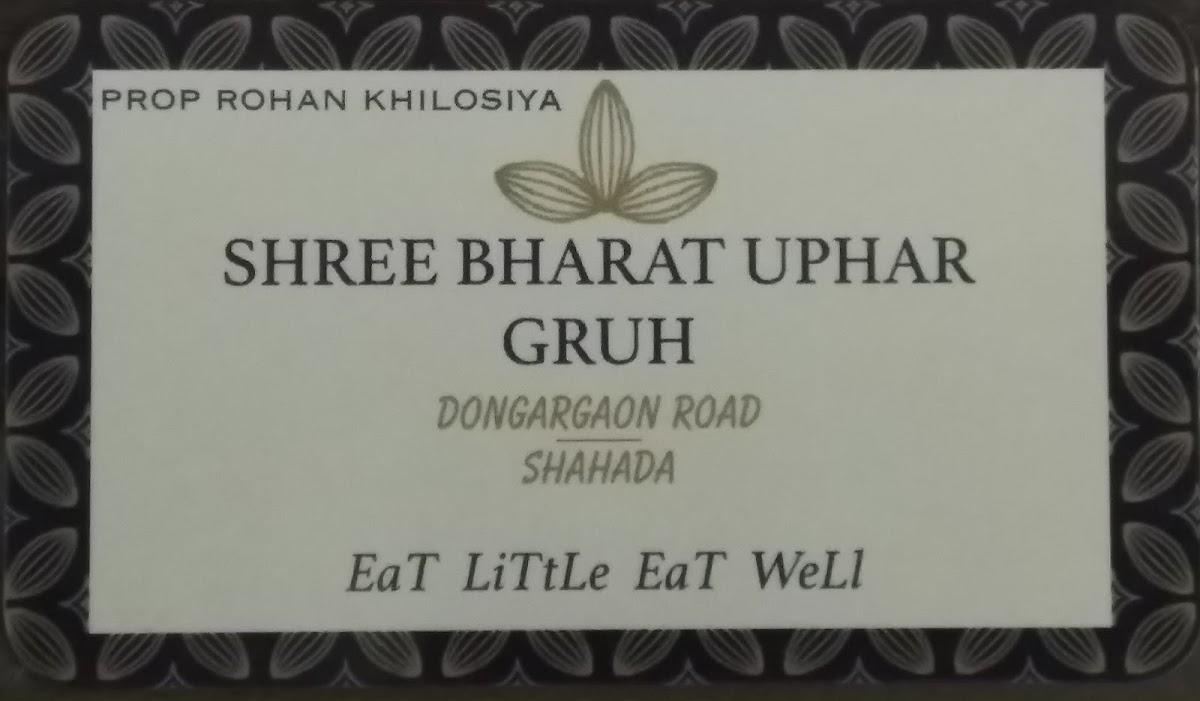 PROP ROHAN KHILOSIYA
SHREE BHARAT UPHAR
GRUH
DONGARGAON ROAD
SHAHADA
EaT LiTtLe EaT WeLl